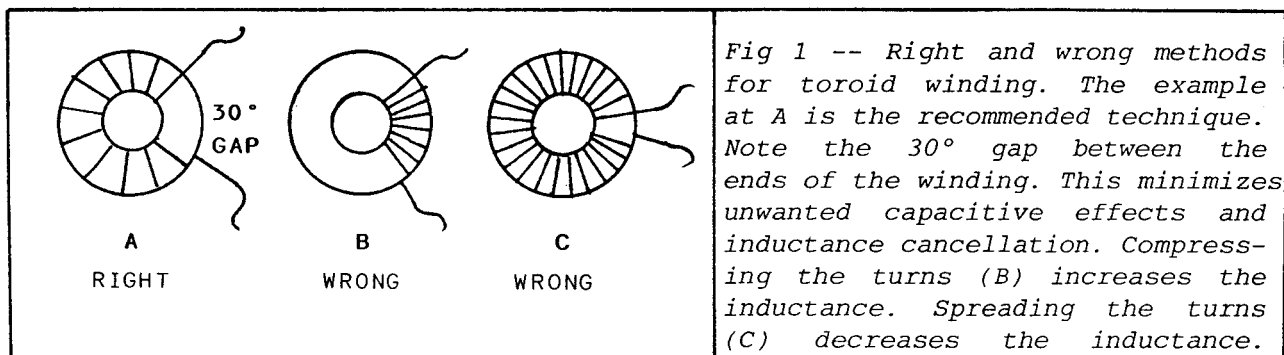 30°
GAP
A
B
C
RIGHT
WRONG
WRONG
Fig 1 -- Right and wrong methods
for toroid winding. The example
at A is the recommended technique.
Note the 30° gap between the
ends of the winding. This minimizes
unwanted capacitive effects and
inductance cancellation. Compress-
ing the turns (B) increases the
inductance. Spreading the turns
(C) decreases the inductance.